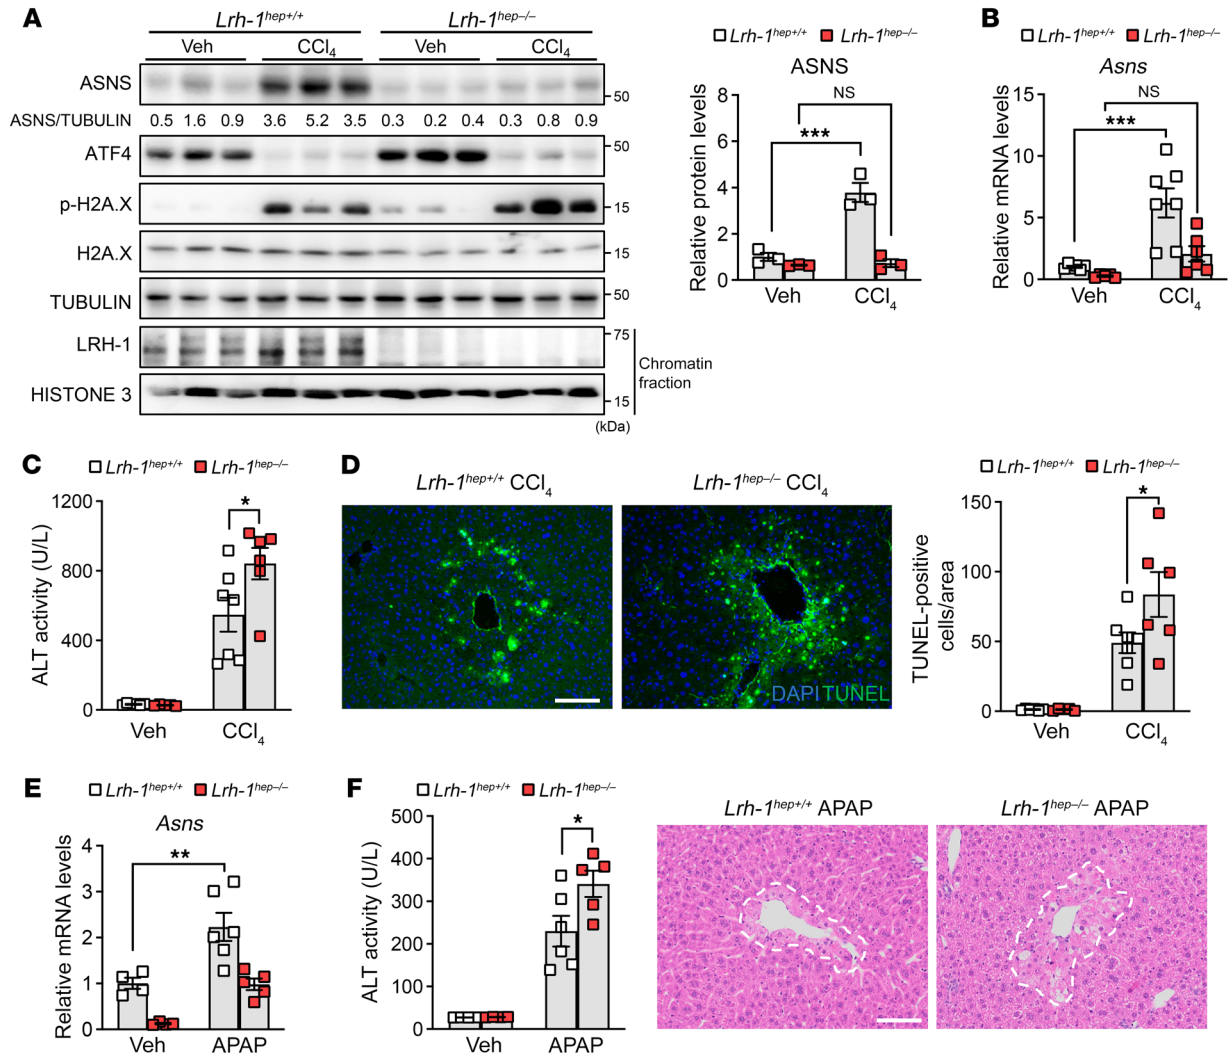 A
Lrh-1hep+/+
Lrh-1hep–/–
Veh
CCl4
Veh
CCl4
ASNS
50
ASNS/TUBULIN 0.5 1.6 0.9 3.6 5.2 3.5 0.3 0.2 0.4 0.3 0.8 0.9
ATF4
50
p-H2A.X
15
H2A.X
15
TUBULIN
50
LRH-1
75
HISTONE 3
15
Chromatin
fraction
(kDa)
Lrh-1hep+/+ Lrh-1hep–/–
ASNS
Relative protein levels
8
6
4
2
0
NS
***
Veh
CCl4
B
Lrh-1hep+/+ Lrh-1hep–/–
Asns
Relative mRNA levels
15
10
5
0
NS
***
Veh
CCl4
C
Lrh-1hep+/+ Lrh-1hep–/–
ALT activity (U/L)
1200
800
400
0
*
Veh
CCl4
D
Lrh-1hep+/+ CCl4
Lrh-1hep–/– CCl4
DAPI TUNEL
Lrh-1hep+/+ Lrh-1hep–/–
TUNEL-positive
cells/area
150
100
50
0
*
Veh
CCl4
E
Lrh-1hep+/+ Lrh-1hep–/–
Asns
Relative mRNA levels
4
3
2
1
0
**
Veh
APAP
F
Lrh-1hep+/+ Lrh-1hep–/–
ALT activity (U/L)
500
400
300
200
100
0
*
Veh
APAP
Lrh-1hep+/+ APAP
Lrh-1hep–/– APAP